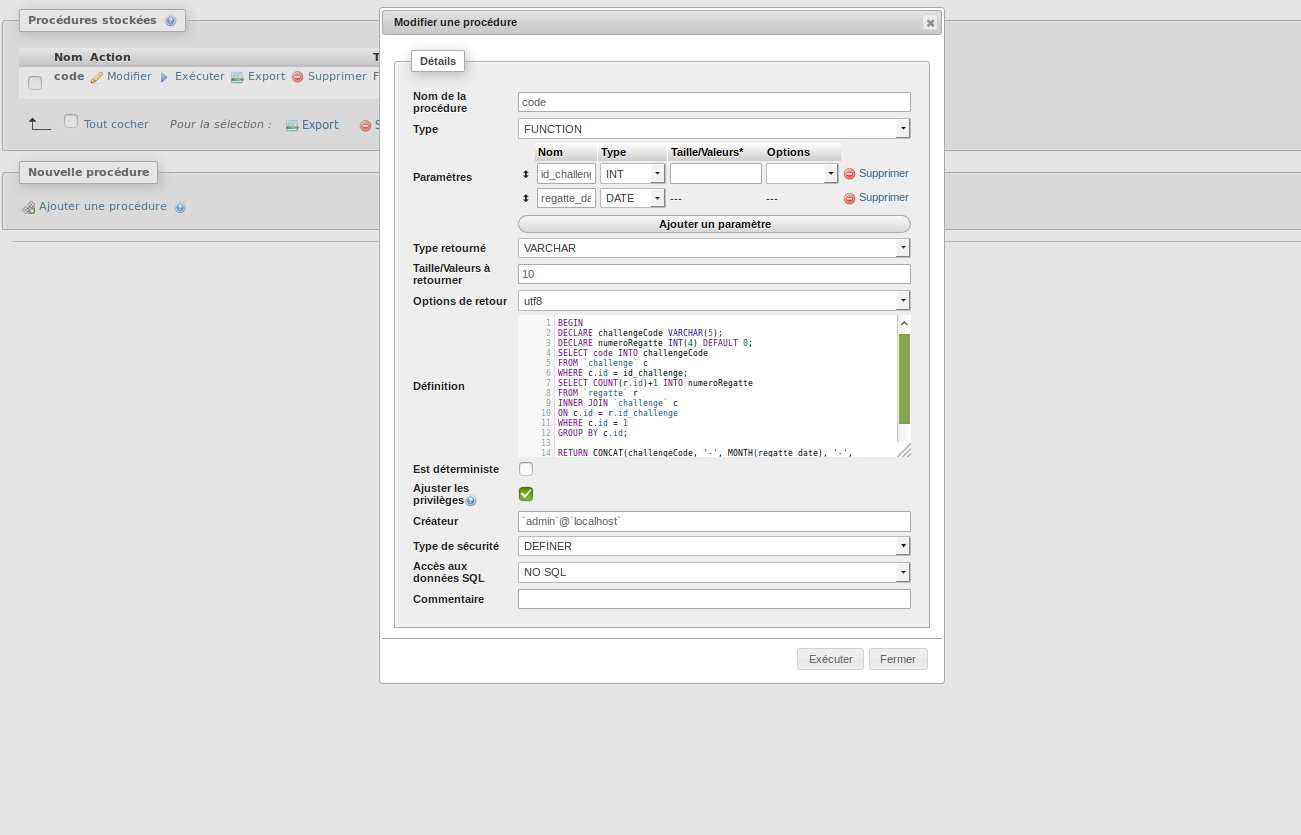 Procédures stockées
Nom Action T
code Modifier Exécuter Export Supprimer F
Tout cocher Pour la sélection : Export S
Nouvelle procédure
Ajouter une procédure
Modifier une procédure
Détails
Nom de la procédure code
Type FUNCTION
Nom Type Taille/Valeurs* Options
Paramètres
id_challeng INT Supprimer
regatte_da DATE --- --- Supprimer
Ajouter un paramètre
Type retourné VARCHAR
Taille/Valeurs à retourner 10
Options de retour utf8
Définition
1 BEGIN
2 DECLARE challengeCode VARCHAR(5);
3 DECLARE numeroRegatte INT(4) DEFAULT 0;
4 SELECT code INTO challengeCode
5 FROM `challenge` c
6 WHERE c.id = id_challenge;
7 SELECT COUNT(r.id)+1 INTO numeroRegatte
8 FROM `regatte` r
9 INNER JOIN `challenge` c
10 ON c.id = r.id_challenge
11 WHERE c.id = 1
12 GROUP BY c.id;
13
14 RETURN CONCAT(challengeCode, '-', MONTH(regatte_date), '-',
Est déterministe
Ajuster les privilèges
Créateur `admin`@`localhost`
Type de sécurité DEFINER
Accès aux données SQL NO SQL
Commentaire
Exécuter Fermer